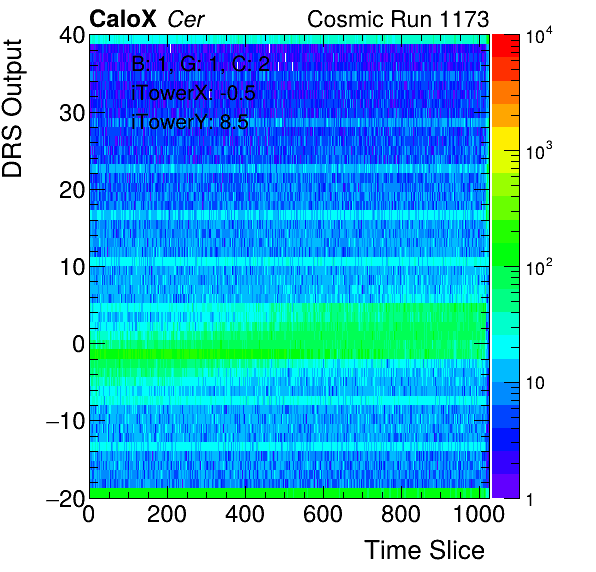 CaloX Cer Cosmic Run 1173
DRS Output
40
30
20
10
0
−10
−20
B: 1, G: 1, C: 2
iTowerX: -0.5
iTowerY: 8.5
10⁴
10³
10²
10
1
0 200 400 600 800 1000
Time Slice